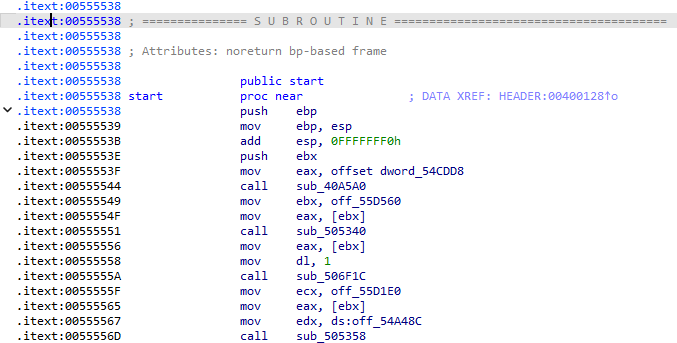 .itext:00555538
.itext:00555538 ; =============== S U B R O U T I N E =======================================
.itext:00555538
.itext:00555538 ; Attributes: noreturn bp-based frame
.itext:00555538
.itext:00555538 public start
.itext:00555538 start proc near ; DATA XREF: HEADER:00400128↑o
.itext:00555538 push ebp
.itext:00555539 mov ebp, esp
.itext:0055553B add esp, 0FFFFFFF0h
.itext:0055553E push ebx
.itext:0055553F mov eax, offset dword_54CDD8
.itext:00555544 call sub_40A5A0
.itext:00555549 mov ebx, off_55D560
.itext:0055554F mov eax, [ebx]
.itext:00555551 call sub_505340
.itext:00555556 mov eax, [ebx]
.itext:00555558 mov dl, 1
.itext:0055555A call sub_506F1C
.itext:0055555F mov ecx, off_55D1E0
.itext:00555565 mov eax, [ebx]
.itext:00555567 mov edx, ds:off_54A48C
.itext:0055556D call sub_505358